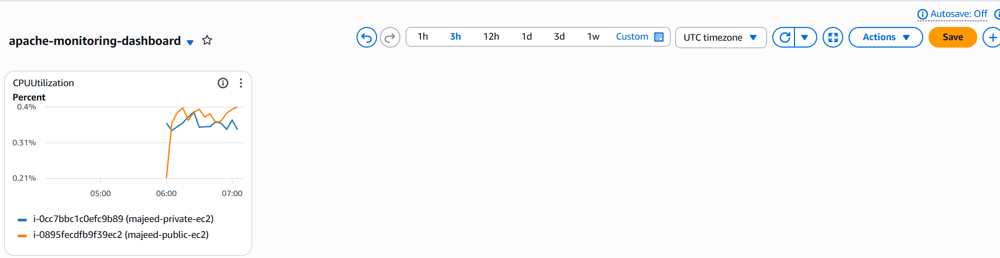 Autosave: Off
apache-monitoring-dashboard
1h 3h 12h 1d 3d 1w Custom
UTC timezone
Actions
Save
CPUUtilization
Percent
0.4%
0.31%
0.21%
05:00 06:00 07:00
i-0cc7bbc1c0efc9b89 (majeed-private-ec2)
i-0895fecdfb9f39ec2 (majeed-public-ec2)